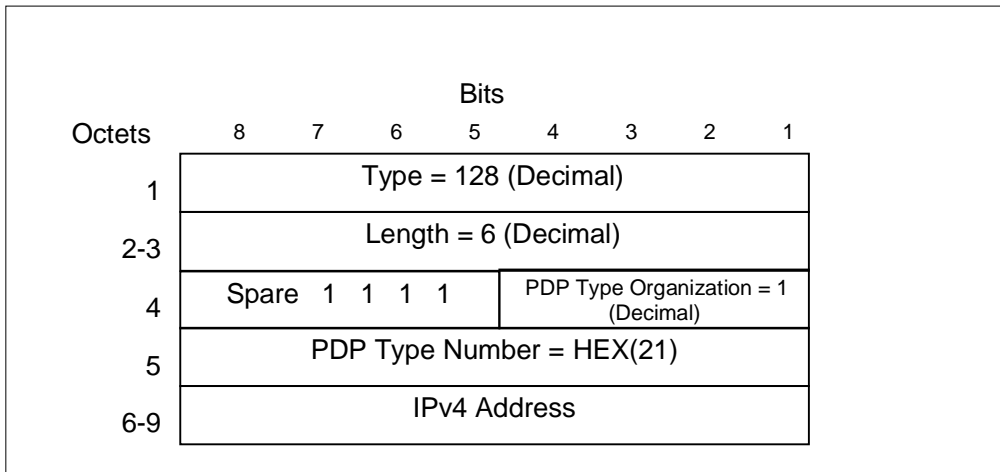 Bits
Octets 8 7 6 5 4 3 2 1
1 Type = 128 (Decimal)
2-3 Length = 6 (Decimal)
4 Spare 1 1 1 1 PDP Type Organization = 1
(Decimal)
5 PDP Type Number = HEX(21)
6-9 IPv4 Address